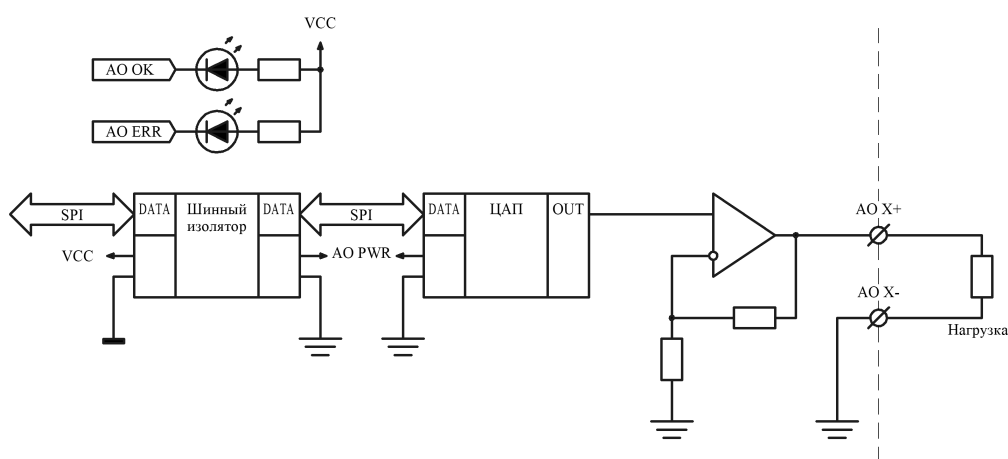 VCC
AO OK
AO ERR
SPI
DATA
Шинный
изолятор
DATA
SPI
DATA
ЦАП
OUT
VCC
AO PWR
AO X+
AO X-
Нагрузка